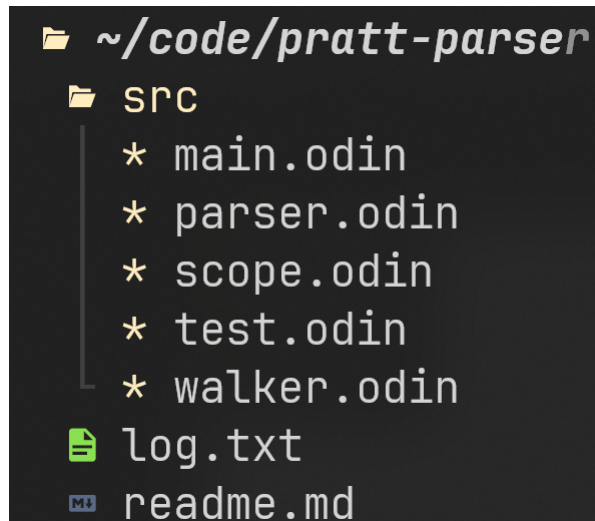 ~/code/pratt-parser
src
* main.odin
* parser.odin
* scope.odin
* test.odin
* walker.odin
log.txt
readme.md